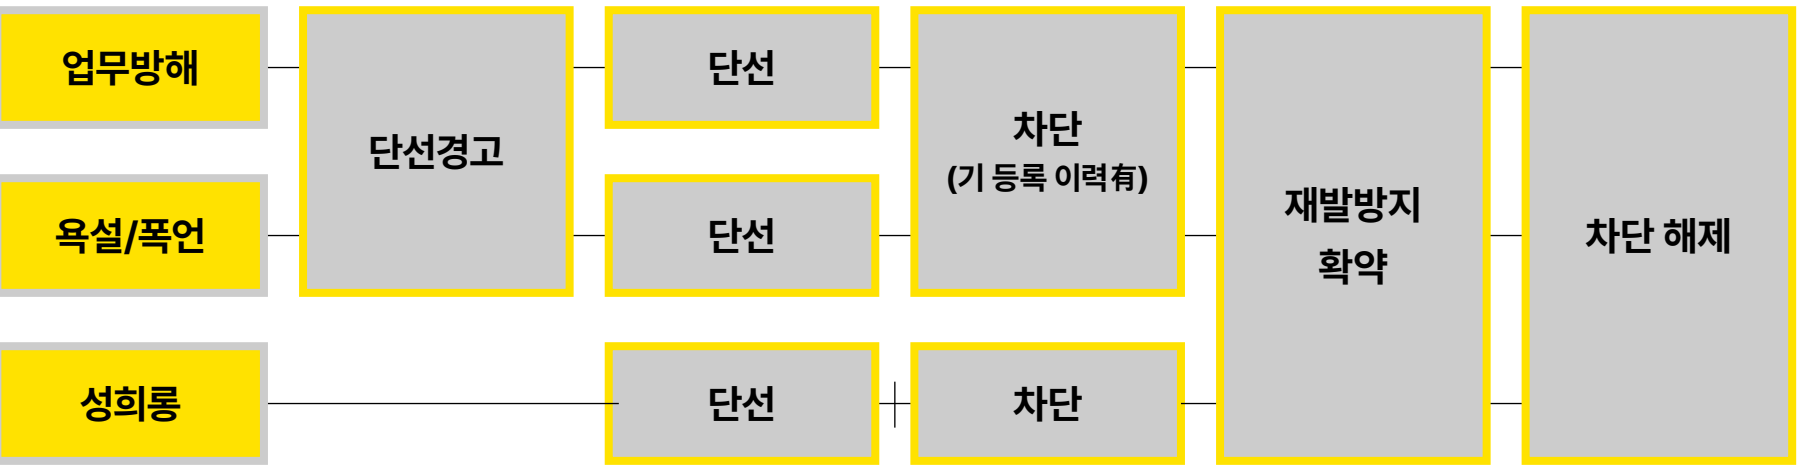 업무방해
단선경고
단선
차단
(기 등록 이력有)
재발방지
확약
차단 해제
욕설/폭언
단선
성희롱
단선
차단